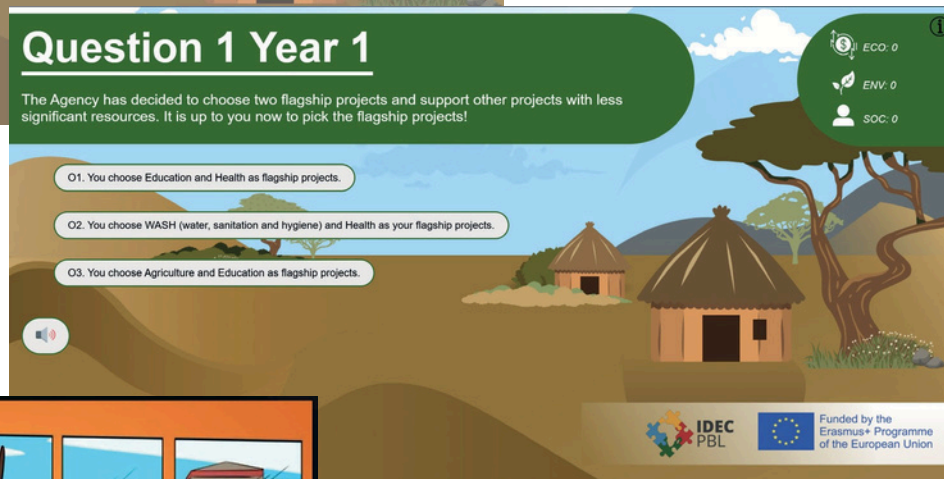 Question 1 Year 1
The Agency has decided to choose two flagship projects and support other projects with less
significant resources. It is up to you now to pick the flagship projects!
ECO: 0
ENV: 0
SOC: 0
O1. You choose Education and Health as flagship projects.
O2. You choose WASH (water, sanitation and hygiene) and Health as your flagship projects.
O3. You choose Agriculture and Education as flagship projects.
IDEC
PBL
Funded by the
Erasmus+ Programme
of the European Union